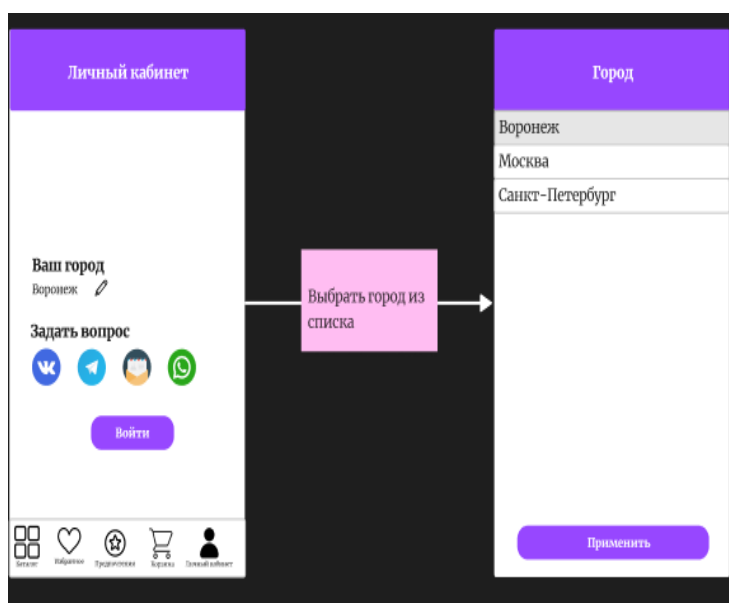 Личный кабинет
Ваш город
Воронеж
Задать вопрос
Войти
Каталог
Избранное
Предпочтения
Корзина
Личный кабинет
Выбрать город из
списка
Город
Воронеж
Москва
Санкт-Петербург
Применить